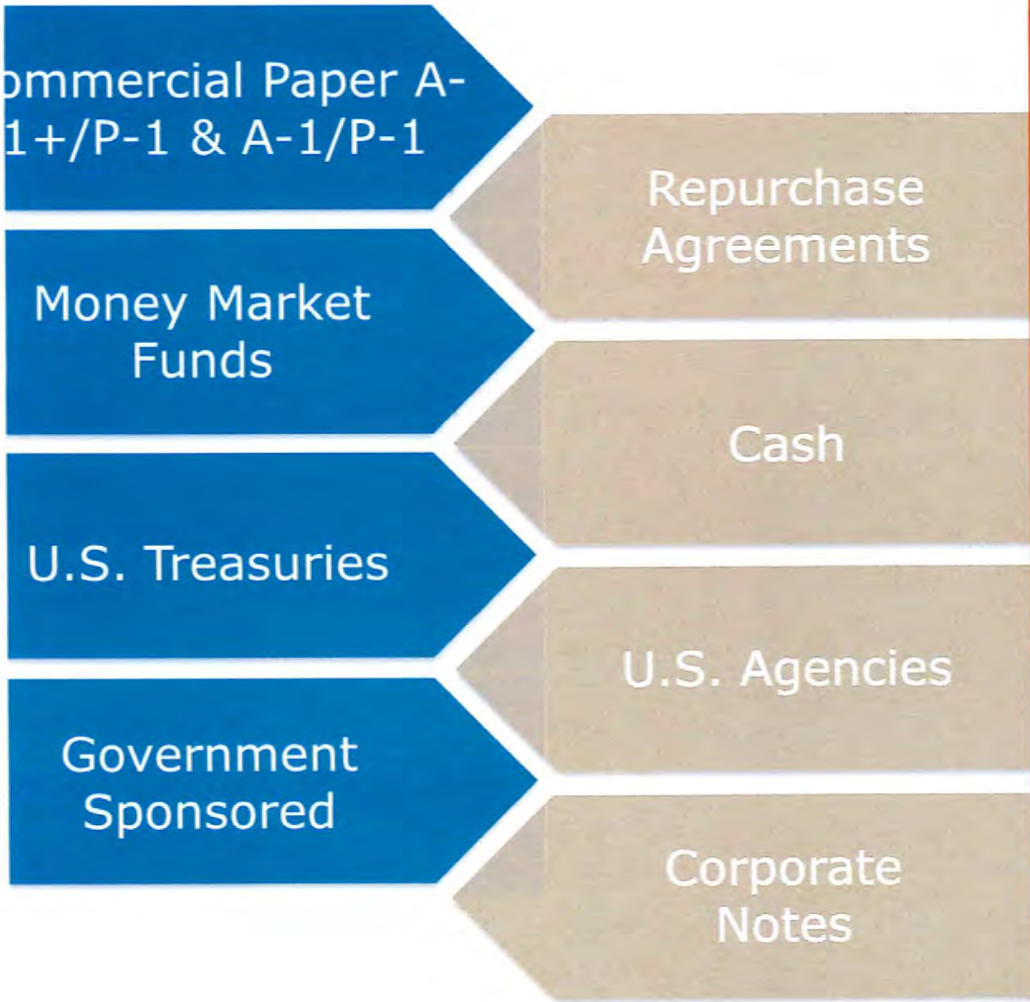 ommercial Paper A-
1+/P-1 & A-1/P-1
Repurchase
Agreements
Money Market
Funds
Cash
U.S. Treasuries
U.S. Agencies
Government
Sponsored
Corporate
Notes